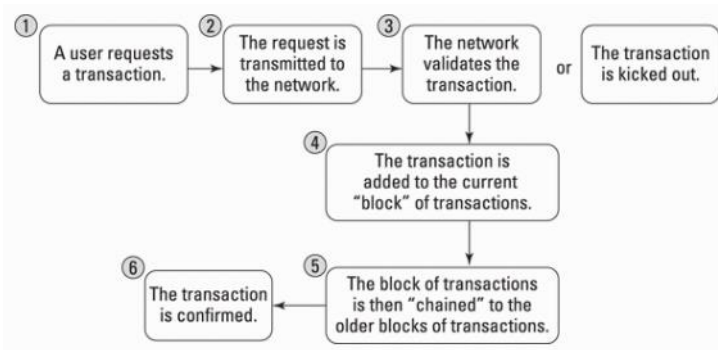 1
A user requests
a transaction.
2
The request is
transmitted to
the network.
3
The network
validates the
transaction.
or
The transaction
is kicked out.
4
The transaction is
added to the current
“block” of transactions.
5
The block of transactions
is then “chained” to the
older blocks of transactions.
6
The transaction
is confirmed.